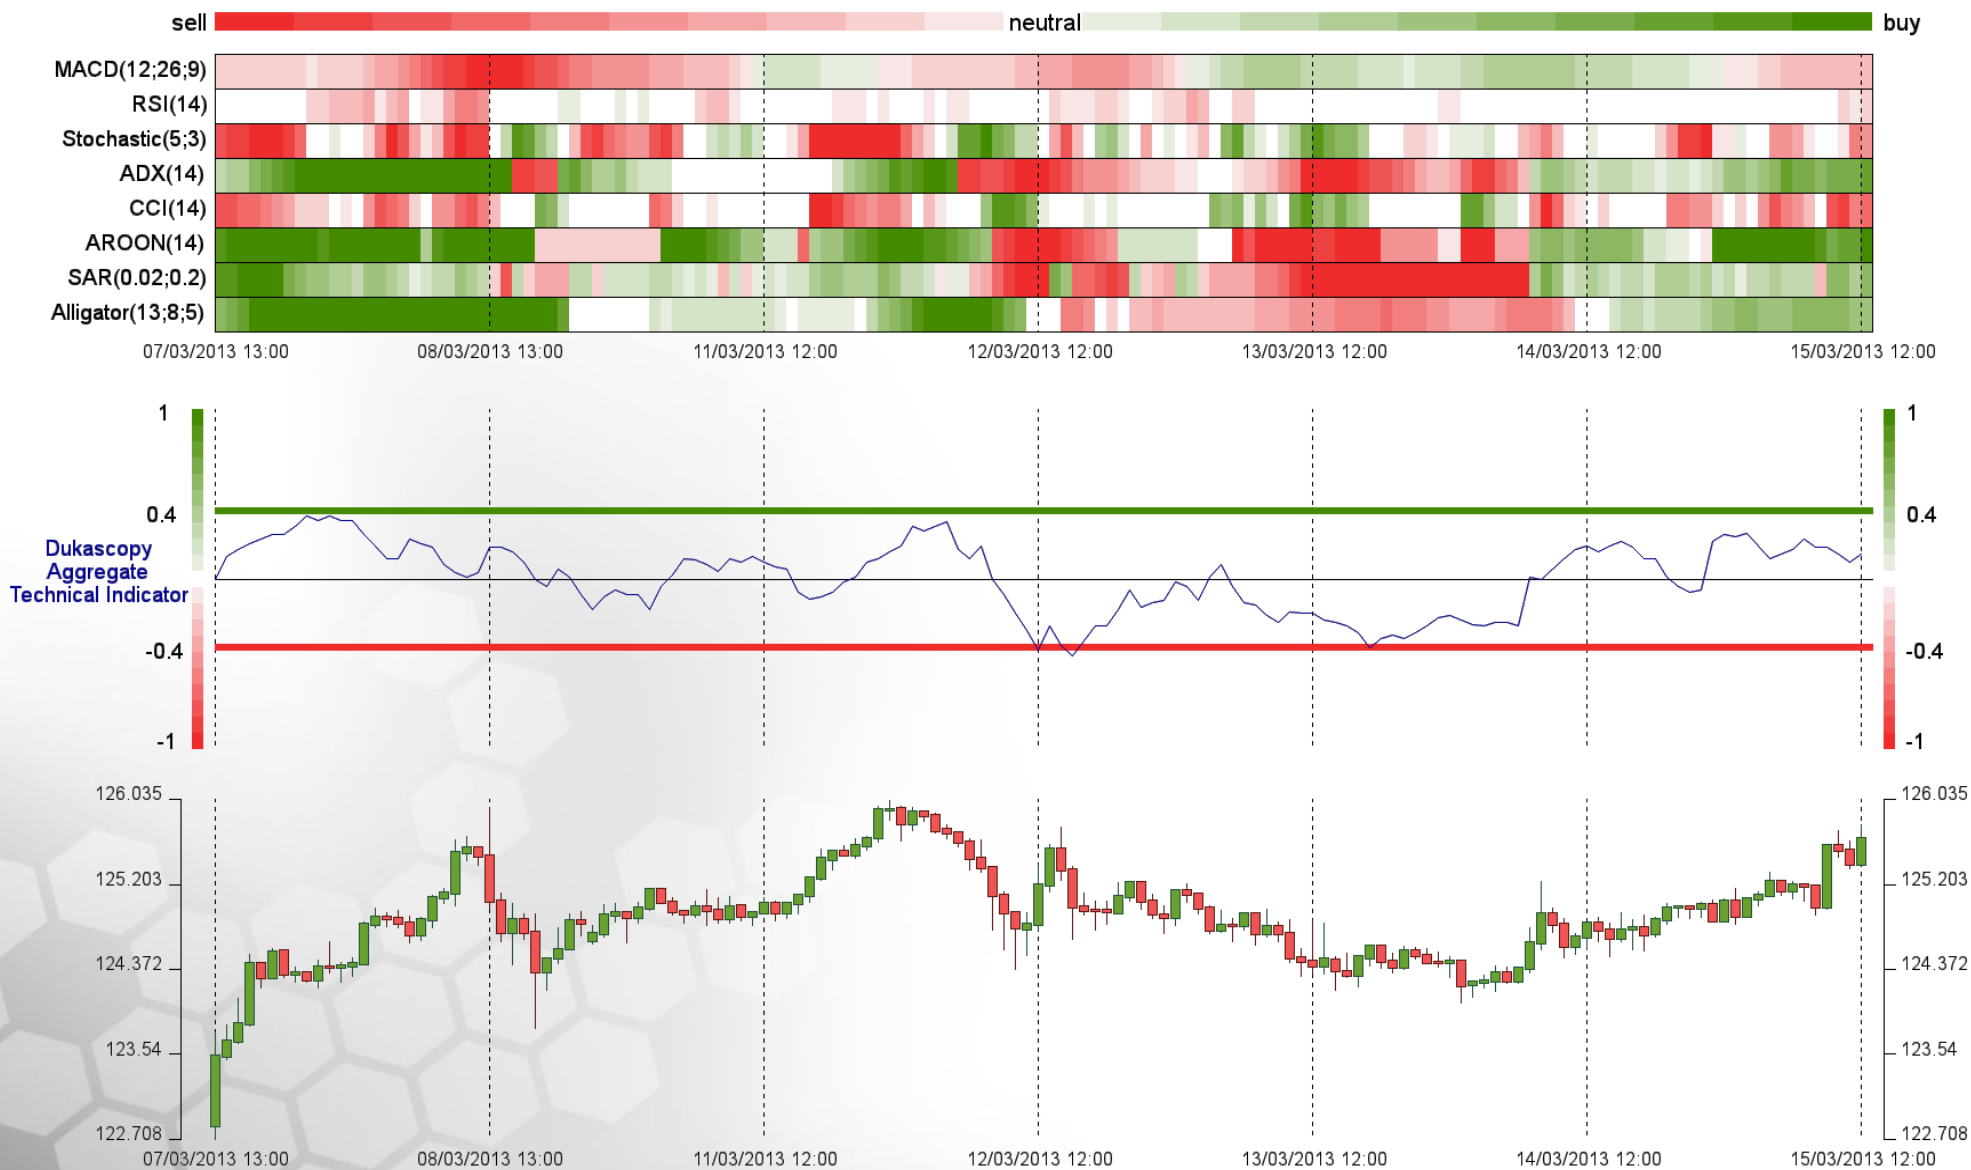 sell neutral buy
MACD(12;26;9)
RSI(14)
Stochastic(5;3)
ADX(14)
CCI(14)
AROON(14)
SAR(0.02;0.2)
Alligator(13;8;5)
07/03/2013 13:00 08/03/2013 13:00 11/03/2013 12:00 12/03/2013 12:00 13/03/2013 12:00 14/03/2013 12:00 15/03/2013 12:00
1 1
0.4 0.4
Dukascopy
Aggregate
Technical Indicator
-0.4 -0.4
-1 -1
126.035 126.035
125.203 125.203
124.372 124.372
123.54 123.54
122.708 122.708
07/03/2013 13:00 08/03/2013 13:00 11/03/2013 12:00 12/03/2013 12:00 13/03/2013 12:00 14/03/2013 12:00 15/03/2013 12:00